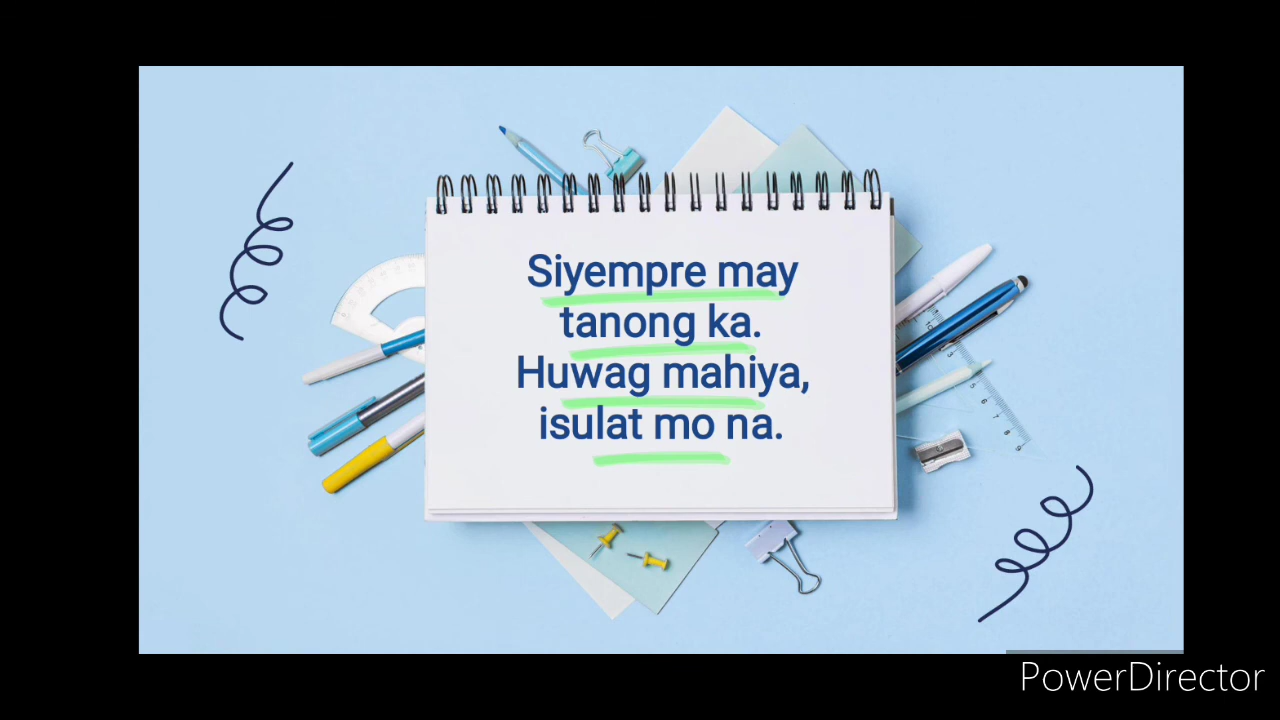 Siyempre may
tanong ka.
Huwag mahiya,
isulat mo na.
PowerDirector